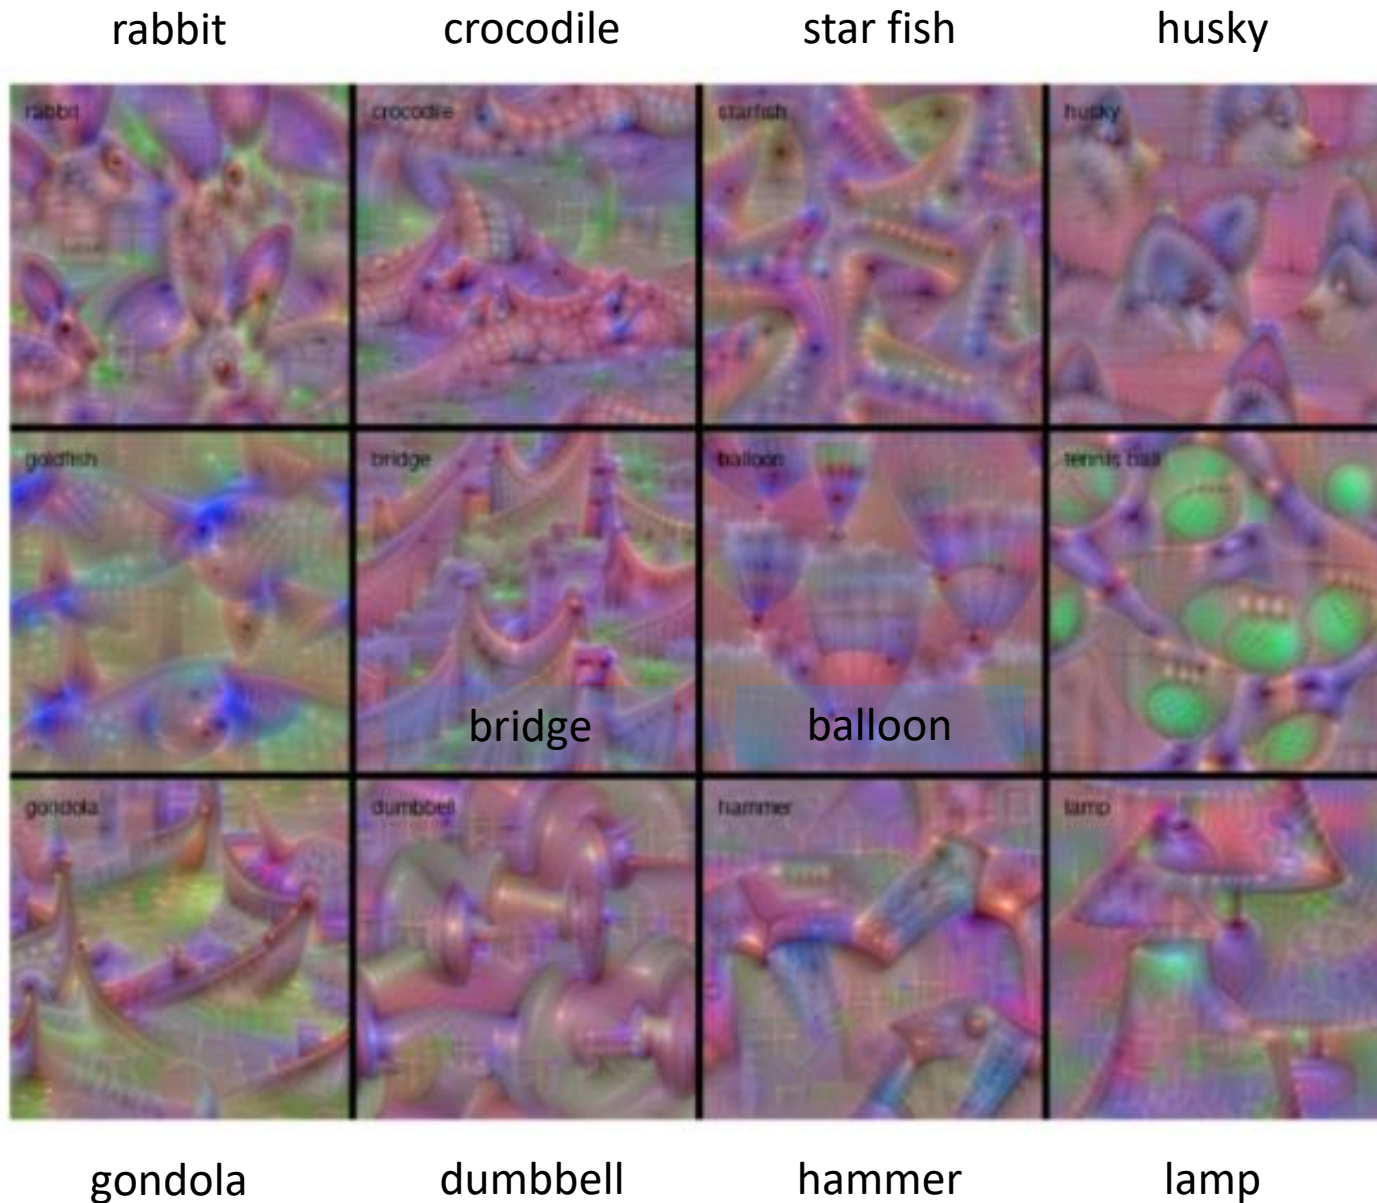 rabbit crocodile star fish husky
rabbit crocodile starfish husky
goldfish bridge balloon tennis ball
bridge balloon
gondola dumbbell hammer lamp
gondola dumbbell hammer lamp